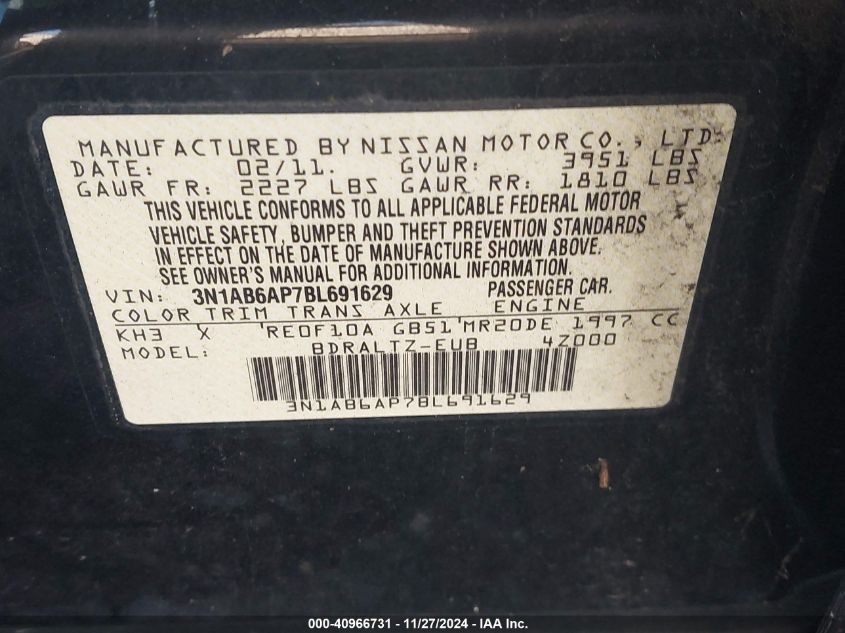 MANUFACTURED BY NISSAN MOTOR CO., LTD.
DATE: 02/11. GVWR: 3951 LBS
GAWR FR: 2227 LBS GAWR RR: 1810 LBS
THIS VEHICLE CONFORMS TO ALL APPLICABLE FEDERAL MOTOR
VEHICLE SAFETY, BUMPER AND THEFT PREVENTION STANDARDS
IN EFFECT ON THE DATE OF MANUFACTURE SHOWN ABOVE.
SEE OWNER'S MANUAL FOR ADDITIONAL INFORMATION.
VIN: 3N1AB6AP7BL691629 PASSENGER CAR.
COLOR TRIM TRANS AXLE ENGINE
KH3 X 'RE0F10A GB51'MR20DE 1997 CC
MODEL: BDRALTZ-EUB 4Z000
3N1AB6AP7BL691629
000-40966731 - 11/27/2024 - IAA Inc.